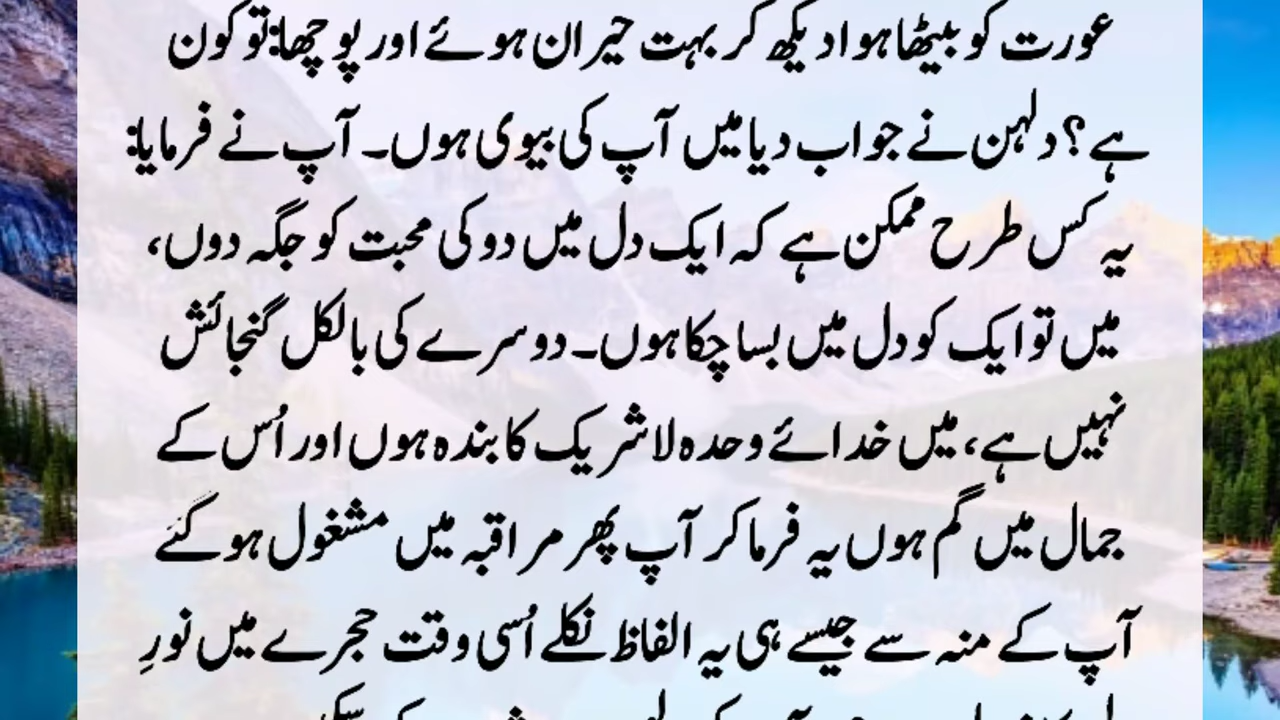 عورت کو بیٹھا ہوا دیکھ کر بہت حیران ہوئے اور پوچھا: تو کون
ہے؟ دلہن نے جواب دیا میں آپ کی بیوی ہوں۔ آپ نے فرمایا:
یہ کس طرح ممکن ہے کہ ایک دل میں دو کی محبت کو جگہ دوں،
میں تو ایک کو دل میں بسا چکا ہوں۔ دوسرے کی بالکل گنجائش
نہیں ہے، میں خدائے وحدہ لا شریک کا بندہ ہوں اور اُس کے
جمال میں گم ہوں یہ فرما کر آپ پھر مراقبہ میں مشغول ہو گئے
آپ کے منہ سے جیسے ہی یہ الفاظ نکلے اُسی وقت حجرے میں نورِ